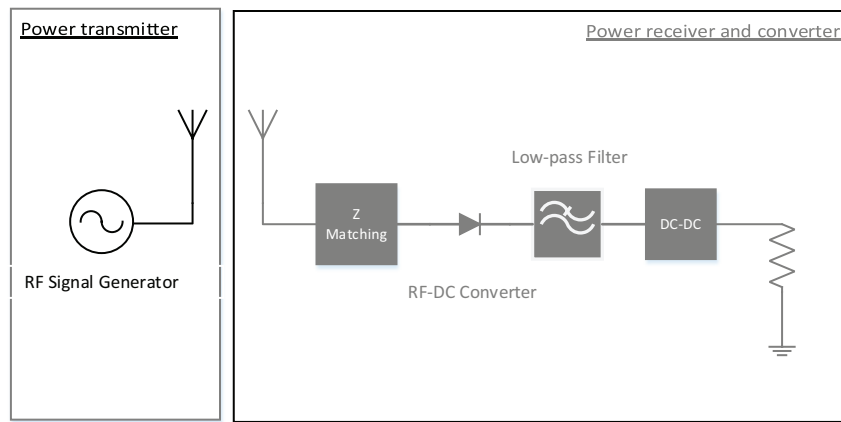 Power transmitter
Power receiver and converter
Low-pass Filter
Z
Matching
DC-DC
RF Signal Generator
RF-DC Converter